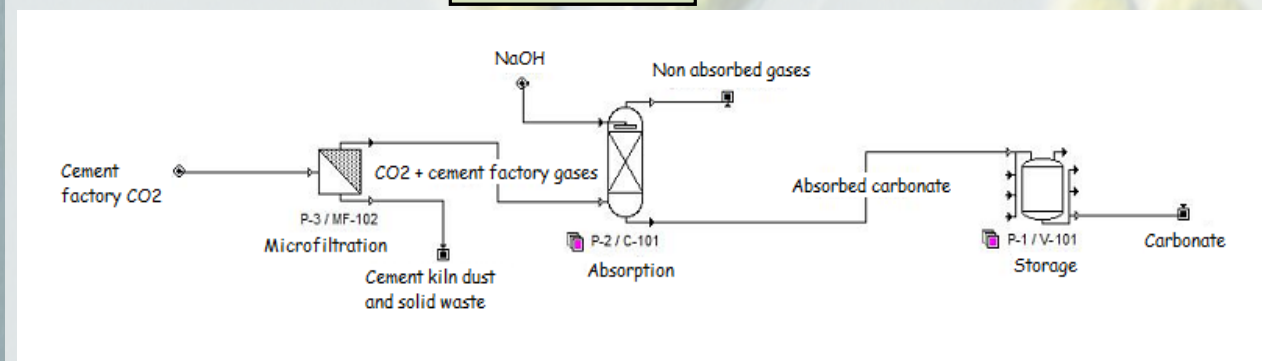 NaOH
Non absorbed gases
Cement
factory CO2
CO2 + cement factory gases
Absorbed carbonate
P-3 / MF-102
Microfiltration
P-2 / C-101
Absorption
P-1 / V-101
Storage
Carbonate
Cement kiln dust
and solid waste